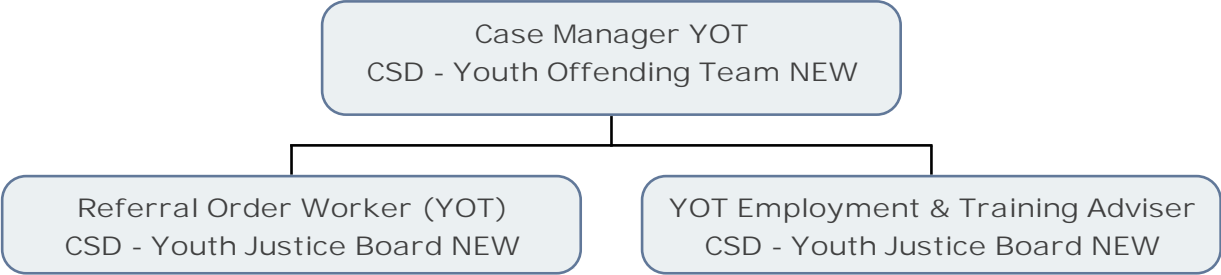 Case Manager YOT
CSD - Youth Offending Team NEW
Referral Order Worker (YOT)
CSD - Youth Justice Board NEW
YOT Employment & Training Adviser
CSD - Youth Justice Board NEW